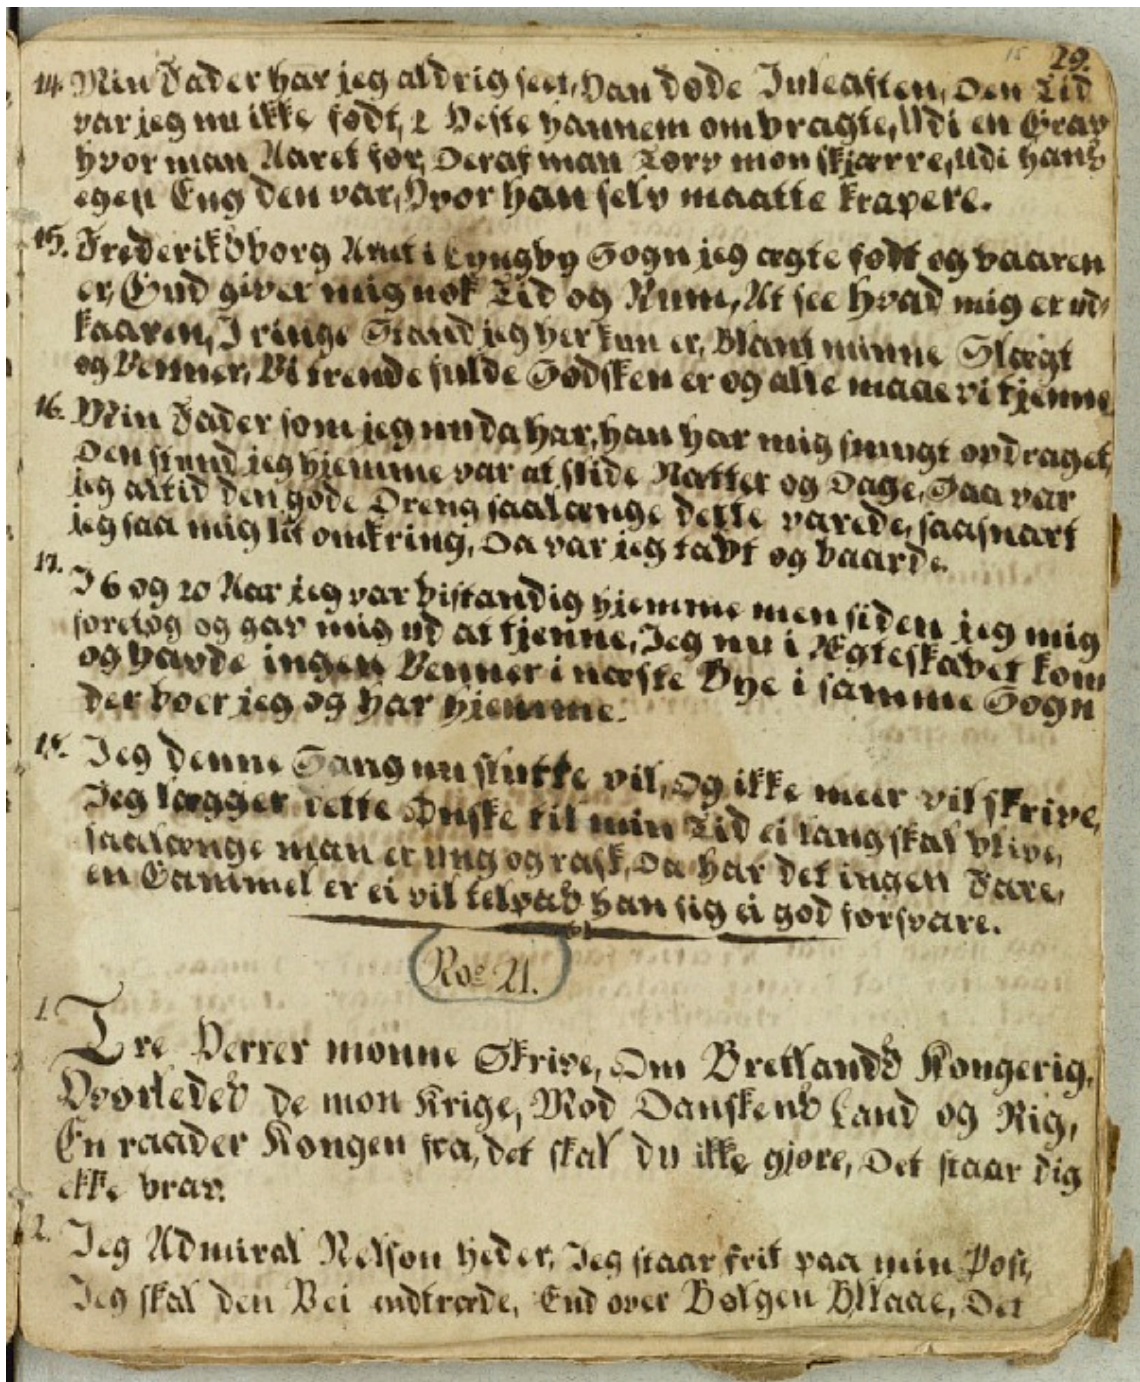 15 29.
14. Min Fader har jeg aldrig seet, Han døde Juleaften, Den Tid
var jeg nu ikke født, 2 Heste hannem ombragte, Udi en Grav
hvor man Aaret før, Deraf man Tørv mon skjærre, Udi hans
egen Eng den var, Hvor han selv maatte krapere.
15. Frederiksborg Amt i Lyngby Sogn jeg ægte født og baaren
er, Gud giver mig nok Tid og Rum, At see hvad mig er ud-
kaaren, I ringe Stand jeg her kun er, Blant minne Slægt
og Venner, Vi trende fulde Sødsken er og alle maae vi tjenne
16. Min Fader som jeg nu da har, han har mig smugt opdraget,
Den stund jeg hjemme var at slide Natter og Dage, Saa var
jeg altid den gode Dreng saalænge dette varede, saasnart
jeg saa mig lit omkring, Da var jeg tabt og baarde.
17. I 6 og 20 Aar jeg var bistandig hjemme men siden jeg mig
foretog og gav mig ud at tjenne, Jeg nu i Ægteskabet kom
og havde ingen Venner i næste Bye i samme Sogn
der boer jeg og har hjemme.
18. Jeg denne Sang nu slutte vil, Og ikke meer vil skrive,
Jeg lægger dette Ønske til min Tid ei lang skal blive,
saalænge man er ung og rask, Da har det ingen Fare,
en Gammel er ei vil tilpas han sig ei god forsvare.
No: 21.
1. Tre Herrer monne Skrive, Om Bretlands Kongerig,
Hvorledes de mon Krige, Mod Danskens Land og Rig,
En raader Kongen fra, det skal du ikke gjøre, Det staar dig
ikke brav.
2. Jeg Admiral Nelson heder, Jeg staar frit paa min Post,
Jeg skal den Vei indtræde, End over Bølgen Bllaae, Det